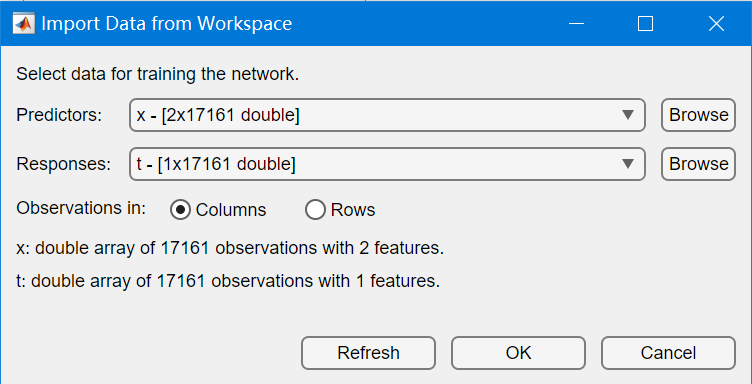 Import Data from Workspace
Select data for training the network.
Predictors: x - [2x17161 double] Browse
Responses: t - [1x17161 double] Browse
Observations in: Columns Rows
x: double array of 17161 observations with 2 features.
t: double array of 17161 observations with 1 features.
Refresh OK Cancel